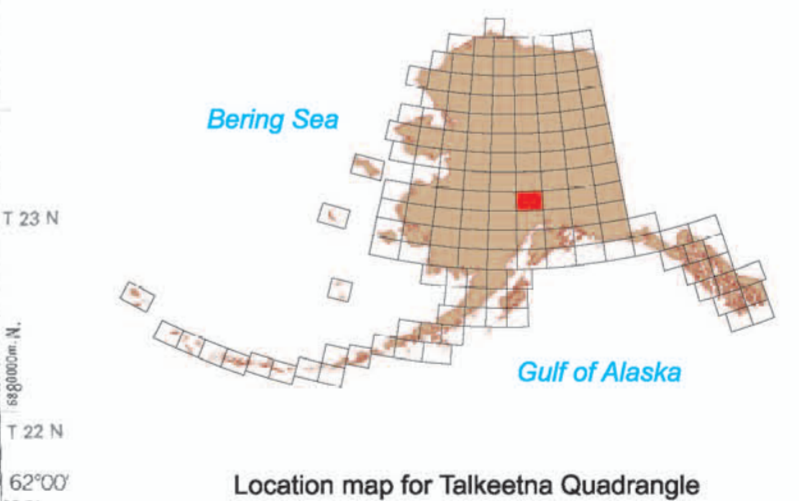 Bering Sea
T 23 N
6880000m.N.
Gulf of Alaska
T 22 N
62°00'
Location map for Talkeetna Quadrangle